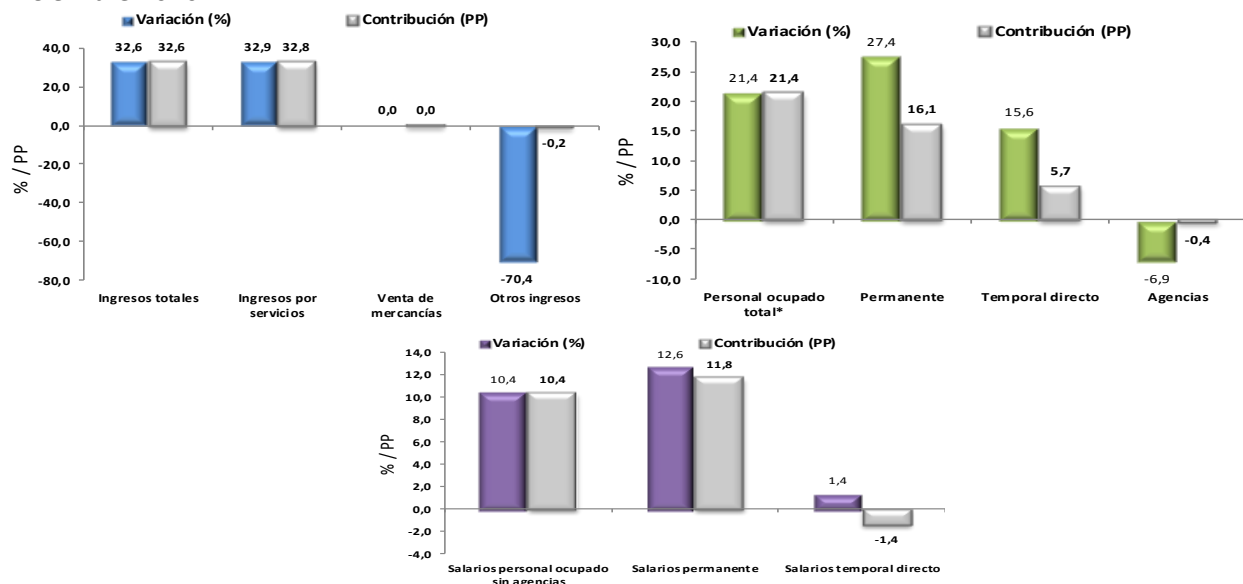 Variación (%) Contribución (PP)
40,0
20,0
0,0
-20,0
-40,0
-60,0
-80,0
% / PP
32,6 32,6
32,9 32,8
0,0 0,0
-70,4
-0,2
Ingresos totales
Ingresos por
servicios
Venta de
mercancías
Otros ingresos
Variación (%) Contribución (PP)
30,0
25,0
20,0
15,0
10,0
5,0
0,0
-5,0
-10,0
% / PP
21,4 21,4
27,4
16,1
15,6
5,7
-6,9
-0,4
Personal ocupado
total*
Permanente
Temporal directo
Agencias
Variación (%) Contribución (PP)
14,0
12,0
10,0
8,0
6,0
4,0
2,0
0,0
-2,0
-4,0
% / PP
10,4 10,4
12,6
11,8
1,4
-1,4
Salarios personal ocupado
sin agencias
Salarios permanente
Salarios temporal directo